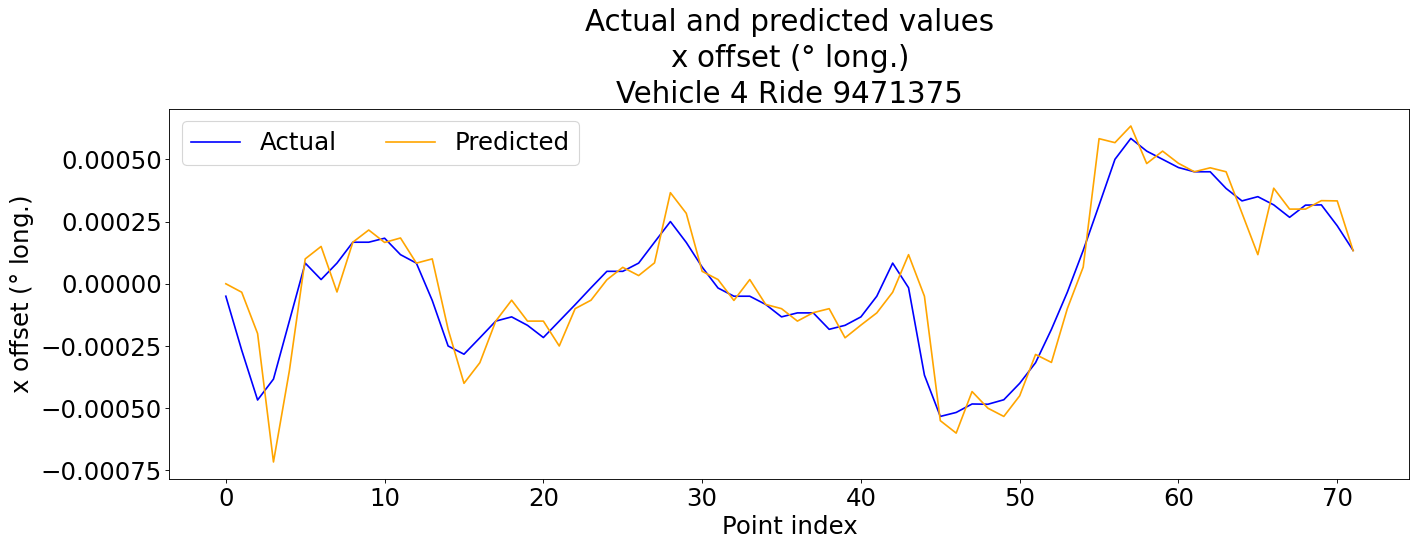 Actual and predicted values
x offset (° long.)
Vehicle 4 Ride 9471375
Actual
Predicted
x offset (° long.)
0.00050
0.00025
0.00000
−0.00025
−0.00050
−0.00075
0 10 20 30 40 50 60 70
Point index